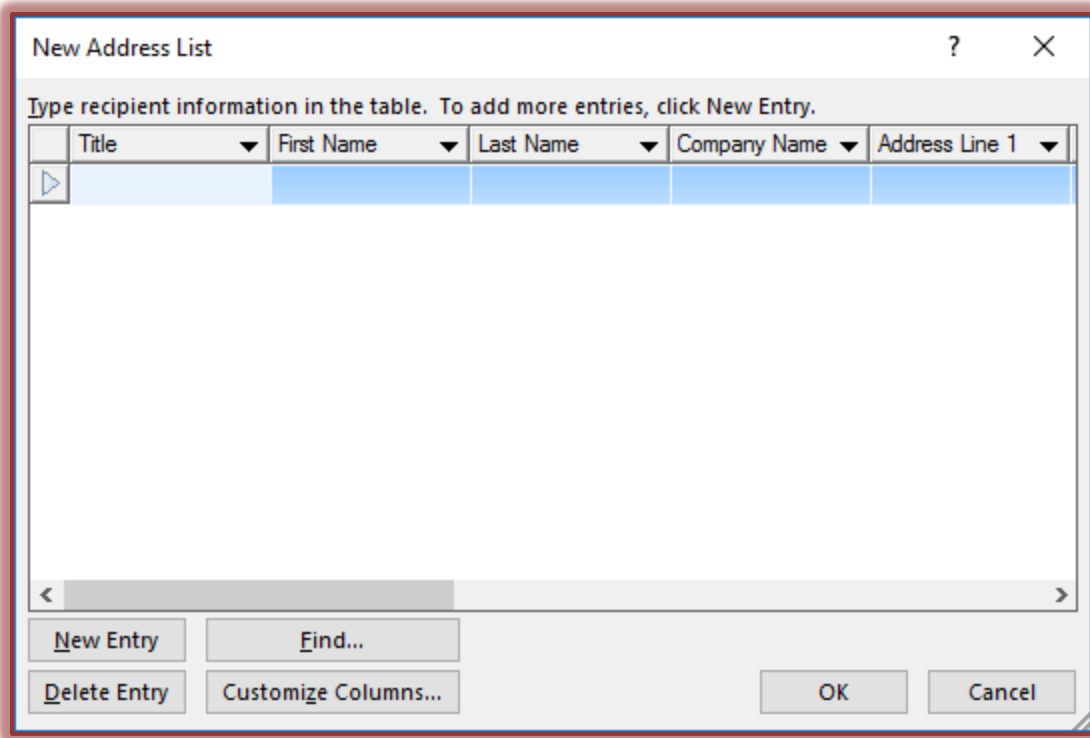 New Address List ?
Type recipient information in the table. To add more entries, click New Entry.
Title First Name Last Name Company Name Address Line 1
New Entry Find...
Delete Entry Customize Columns... OK Cancel